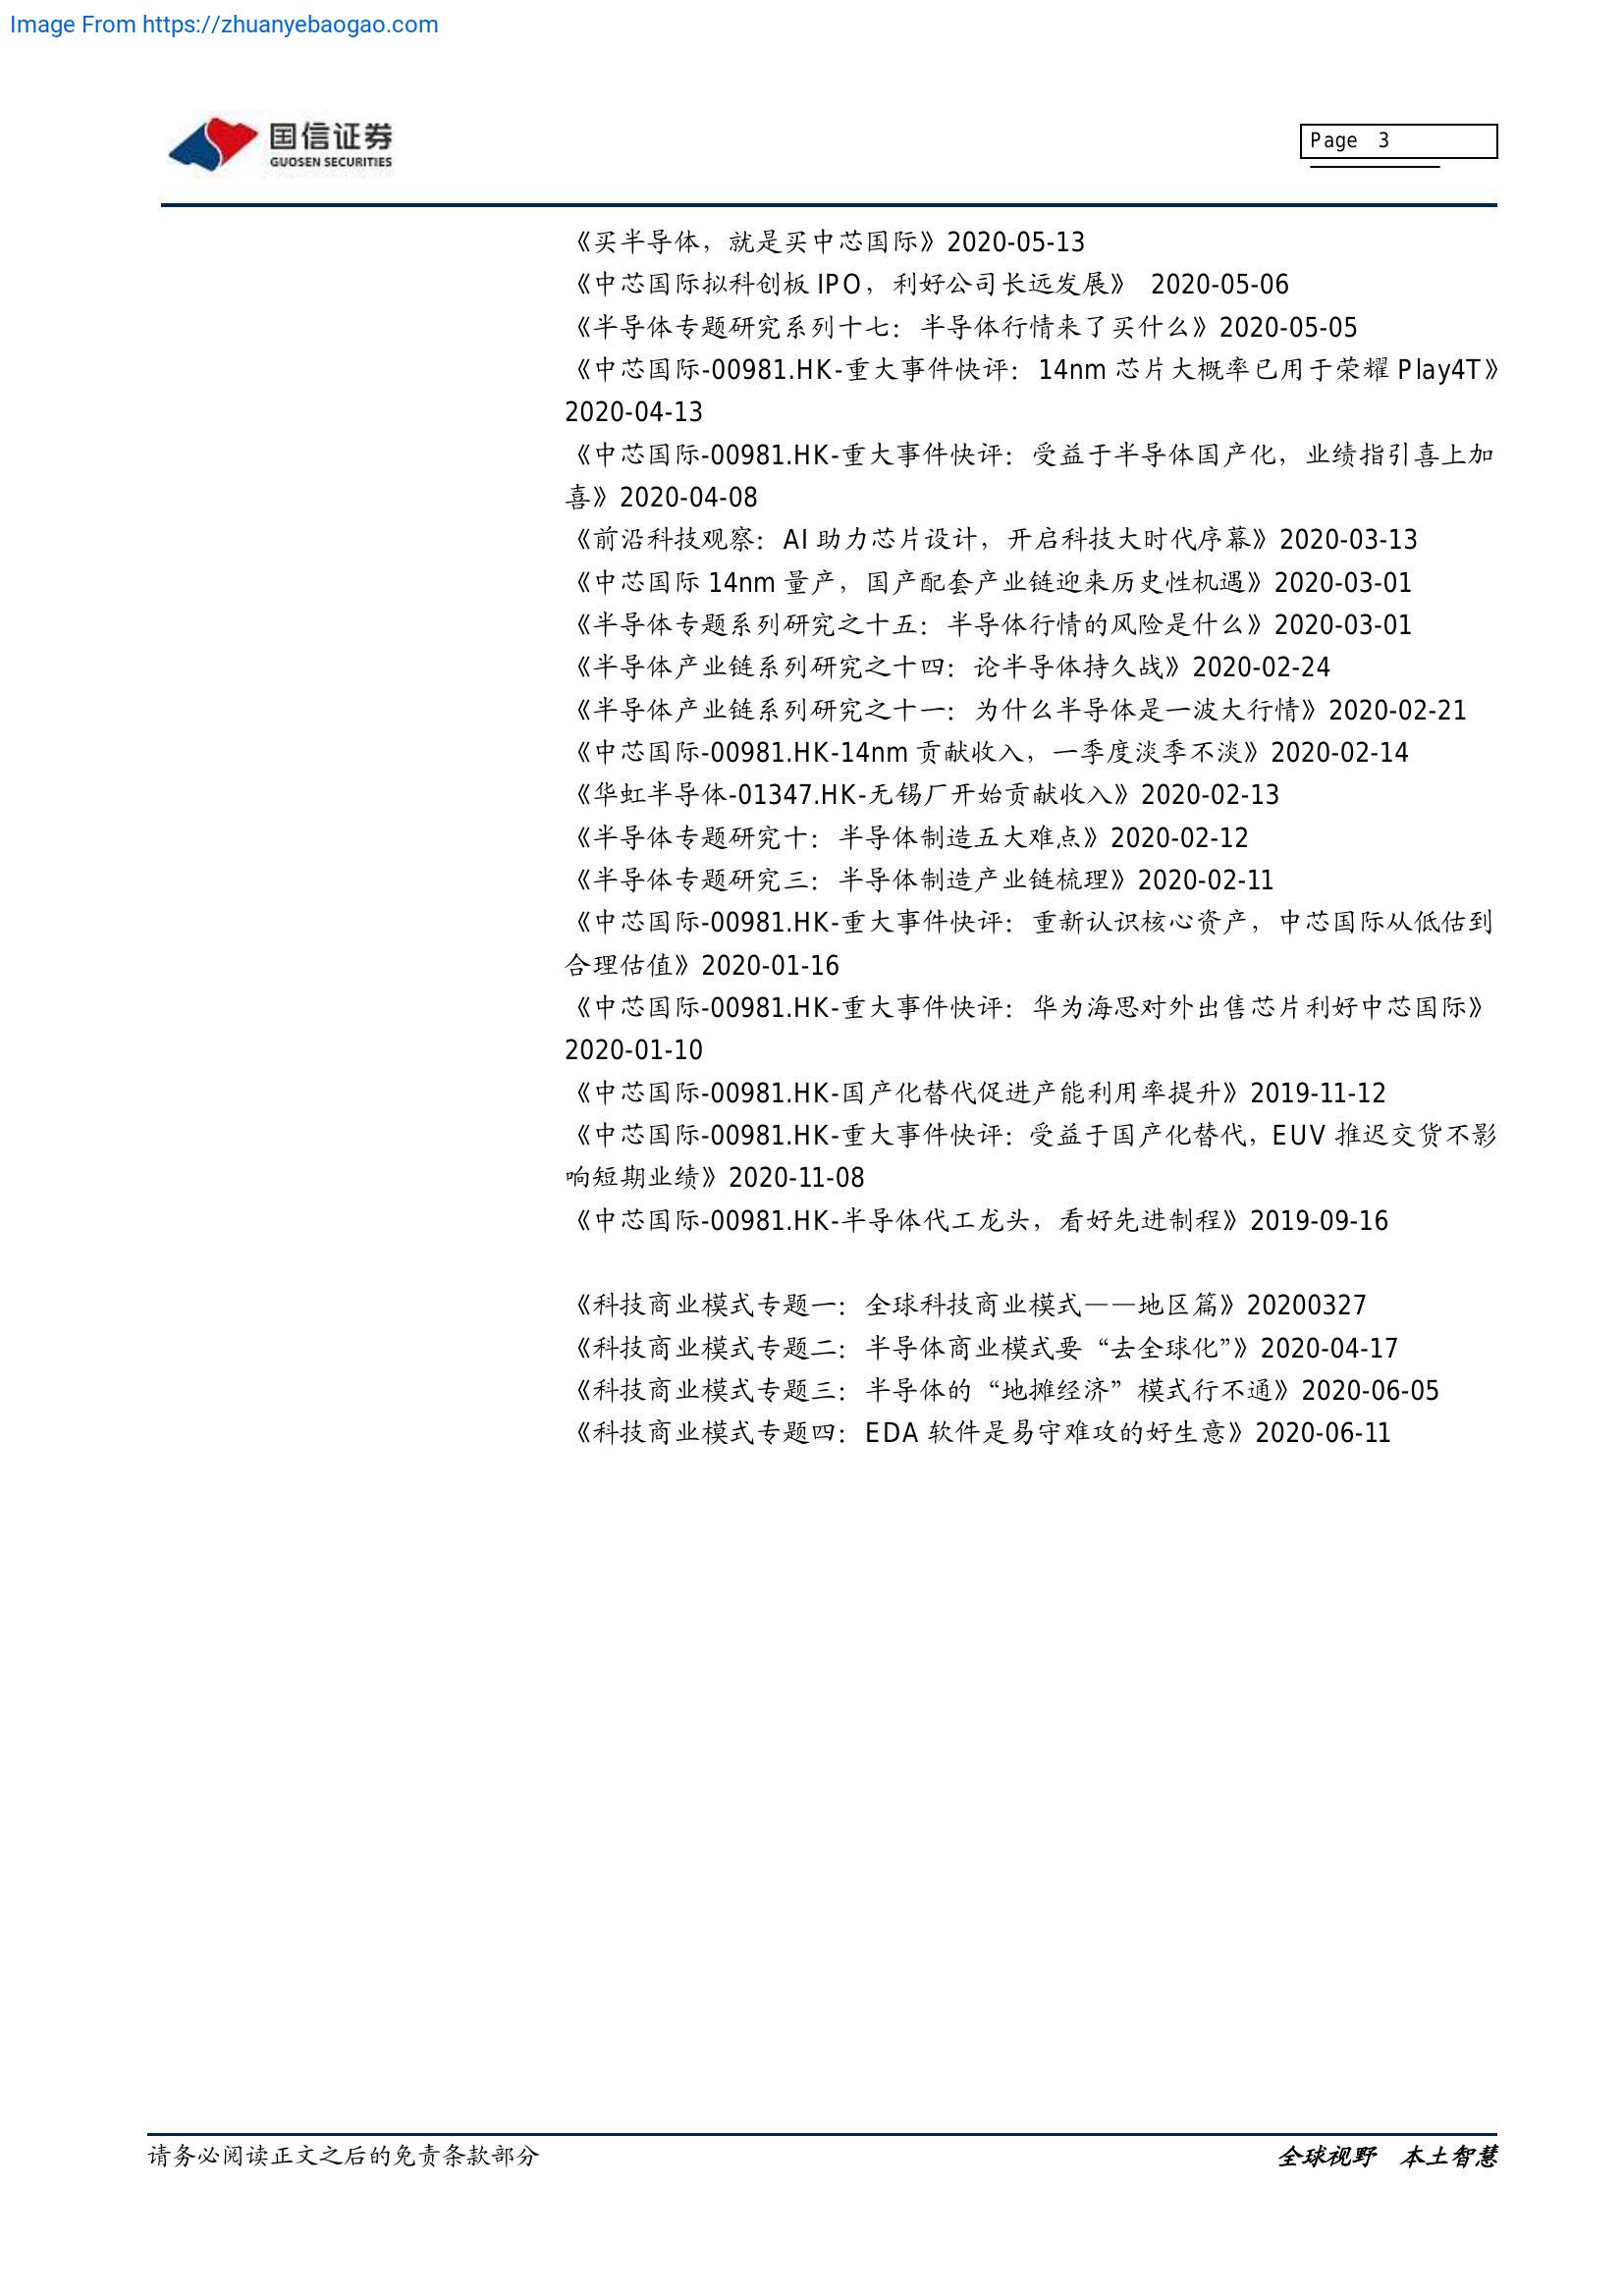 Image From https://zhuanyebaogao.com
国信证券
GUOSEN SECURITIES
Page 3
《买半导体，就是买中芯国际》2020-05-13
《中芯国际拟科创板 IPO，利好公司长远发展》 2020-05-06
《半导体专题研究系列十七：半导体行情来了买什么》2020-05-05
《中芯国际-00981.HK-重大事件快评：14nm 芯片大概率已用于荣耀 Play4T》
2020-04-13
《中芯国际-00981.HK-重大事件快评：受益于半导体国产化，业绩指引喜上加
喜》2020-04-08
《前沿科技观察：AI 助力芯片设计，开启科技大时代序幕》2020-03-13
《中芯国际 14nm 量产，国产配套产业链迎来历史性机遇》2020-03-01
《半导体专题系列研究之十五：半导体行情的风险是什么》2020-03-01
《半导体产业链系列研究之十四：论半导体持久战》2020-02-24
《半导体产业链系列研究之十一：为什么半导体是一波大行情》2020-02-21
《中芯国际-00981.HK-14nm 贡献收入，一季度淡季不淡》2020-02-14
《华虹半导体-01347.HK-无锡厂开始贡献收入》2020-02-13
《半导体专题研究十：半导体制造五大难点》2020-02-12
《半导体专题研究三：半导体制造产业链梳理》2020-02-11
《中芯国际-00981.HK-重大事件快评：重新认识核心资产，中芯国际从低估到
合理估值》2020-01-16
《中芯国际-00981.HK-重大事件快评：华为海思对外出售芯片利好中芯国际》
2020-01-10
《中芯国际-00981.HK-国产化替代促进产能利用率提升》2019-11-12
《中芯国际-00981.HK-重大事件快评：受益于国产化替代，EUV 推迟交货不影
响短期业绩》2020-11-08
《中芯国际-00981.HK-半导体代工龙头，看好先进制程》2019-09-16
《科技商业模式专题一：全球科技商业模式——地区篇》20200327
《科技商业模式专题二：半导体商业模式要“去全球化”》2020-04-17
《科技商业模式专题三：半导体的“地摊经济”模式行不通》2020-06-05
《科技商业模式专题四：EDA 软件是易守难攻的好生意》2020-06-11
请务必阅读正文之后的免责条款部分
全球视野 本土智慧